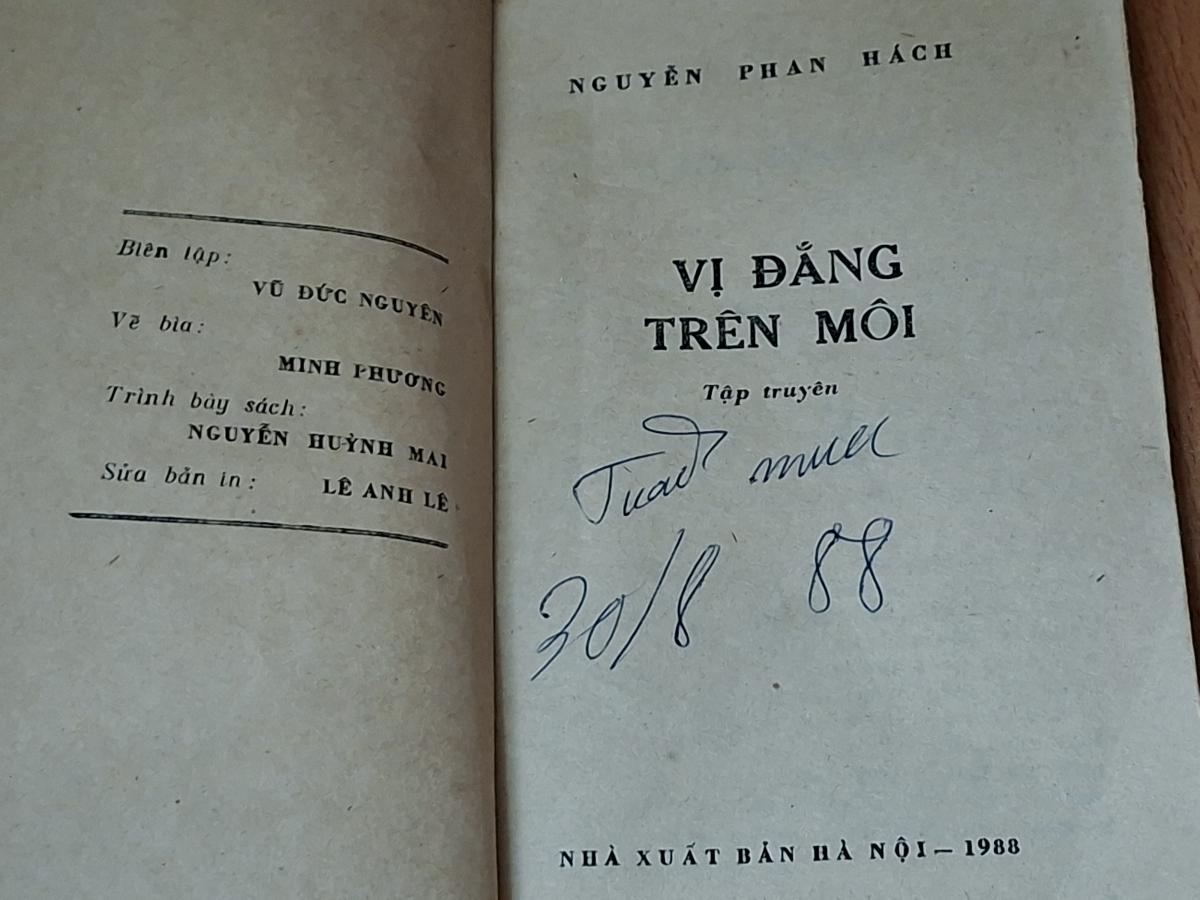 Biên tập:
VŨ ĐỨC NGUYÊN
Vẽ bìa:
MINH PHƯƠNG
Trình bày sách:
NGUYỄN HUỲNH MAI
Sửa bản in: LÊ ANH LÊ
NGUYỄN PHAN HÁCH
VỊ ĐẮNG
TRÊN MÔI
Tập truyện
mua
30/8 88
NHÀ XUẤT BẢN HÀ NỘI — 1988